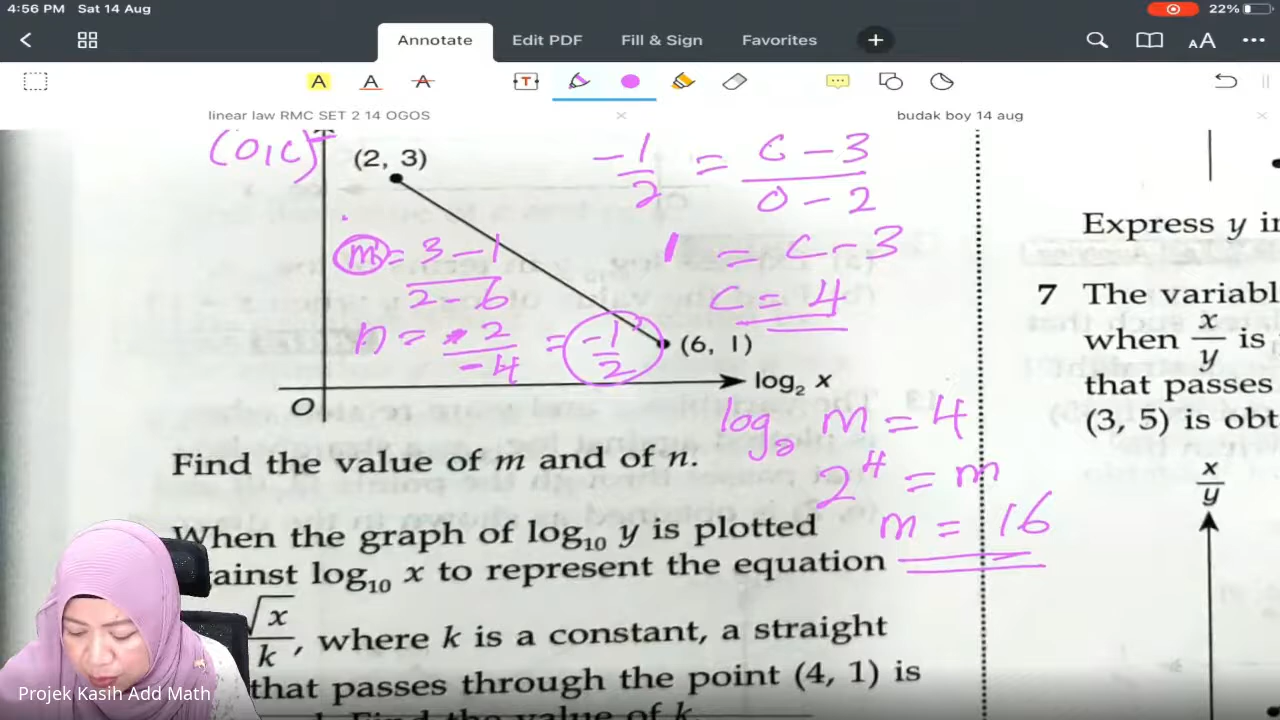 4:56 PM Sat 14 Aug
22%
Annotate
Edit PDF
Fill & Sign
Favorites
linear law RMC SET 2 14 OGOS
budak boy 14 aug
(0,c)
(2, 3)
-1/2 = c - 3 / 0 - 2
m = 3 - 1 / 2 - 6
1 = c - 3
c = 4
n = -2 / -4 = -1/2
(6, 1)
log₂ x
O
log₂ m = 4
2⁴ = m
m = 16
Find the value of m and of n.
When the graph of log₁₀ y is plotted
ainst log₁₀ x to represent the equation
√x / k, where k is a constant, a straight
that passes through the point (4, 1) is
Find the value of k.
Express y in
7 The variabl
when x/y is
that passes
(3, 5) is obt
x/y
Projek Kasih Add Math